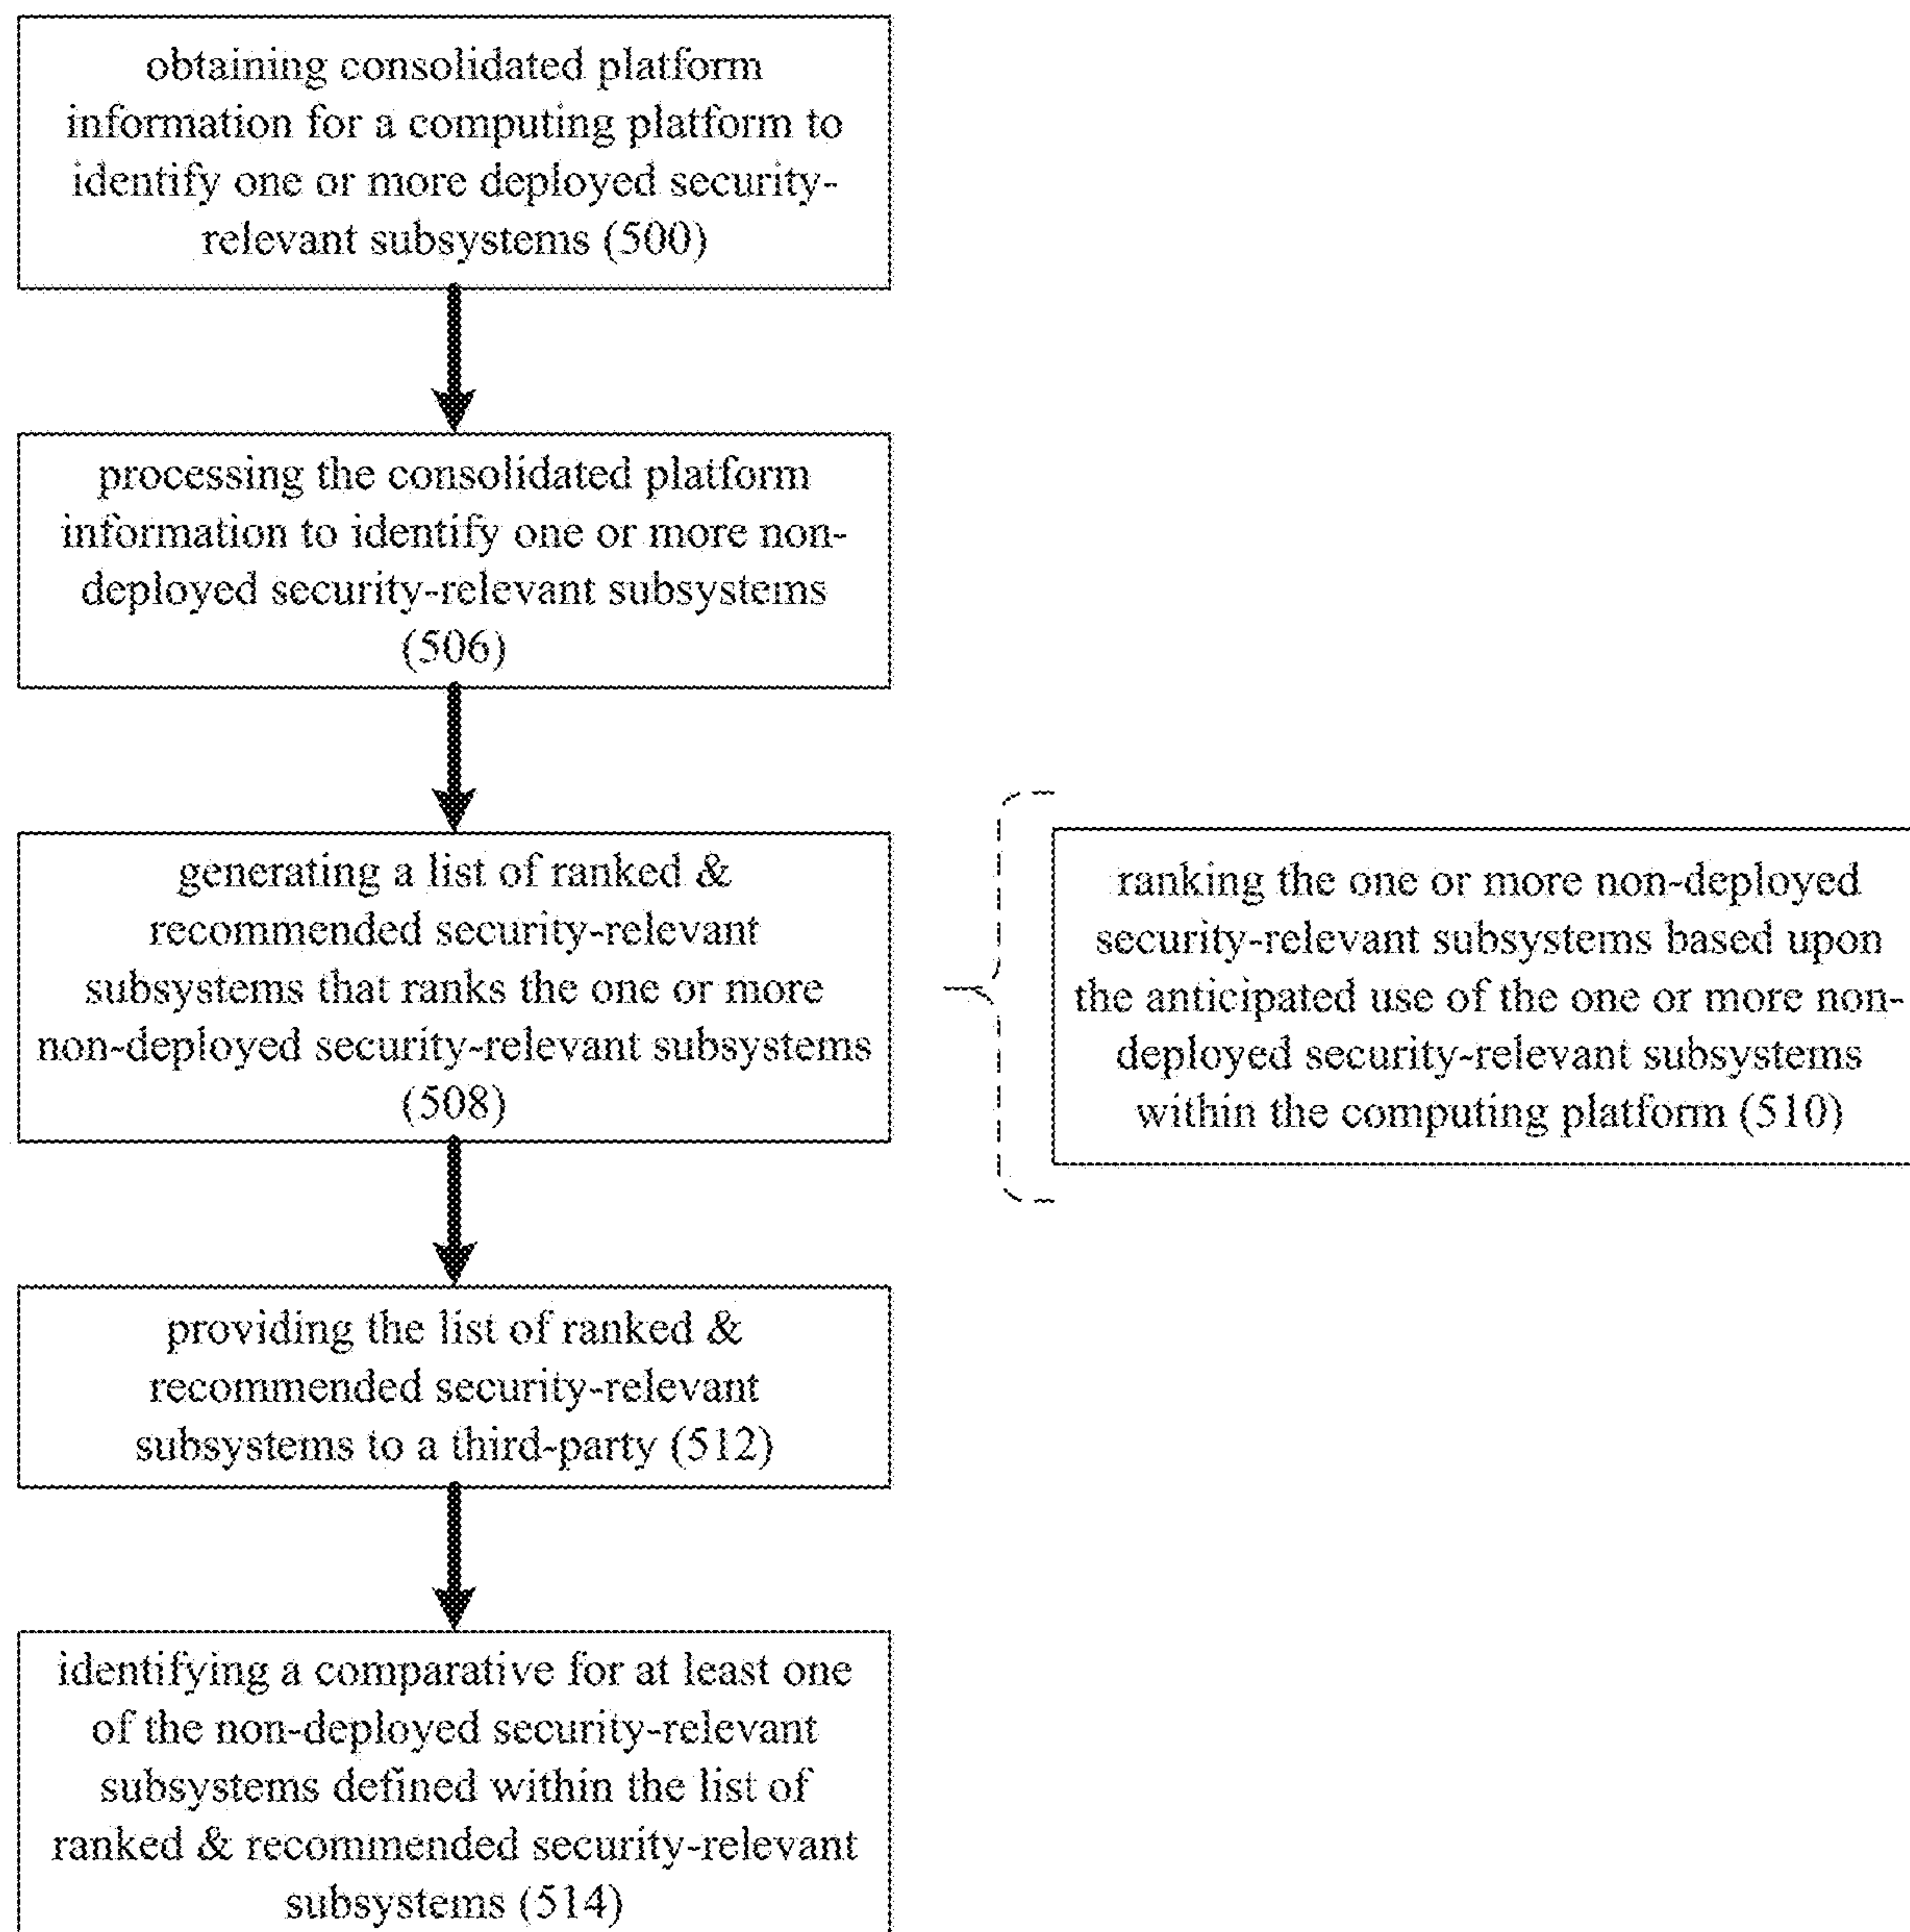 obtaining consolidated platform
information for a computing platform to
identify one or more deployed security-
relevant subsystems (500)
processing the consolidated platform
information to identify one or more non-
deployed security-relevant subsystems
(506)
generating a list of ranked &
recommended security-relevant
subsystems that ranks the one or more
non-deployed security-relevant subsystems
(508)
ranking the one or more non-deployed
security-relevant subsystems based upon
the anticipated use of the one or more non-
deployed security-relevant subsystems
within the computing platform (510)
providing the list of ranked &
recommended security-relevant
subsystems to a third-party (512)
identifying a comparative for at least one
of the non-deployed security-relevant
subsystems defined within the list of
ranked & recommended security-relevant
subsystems (514)